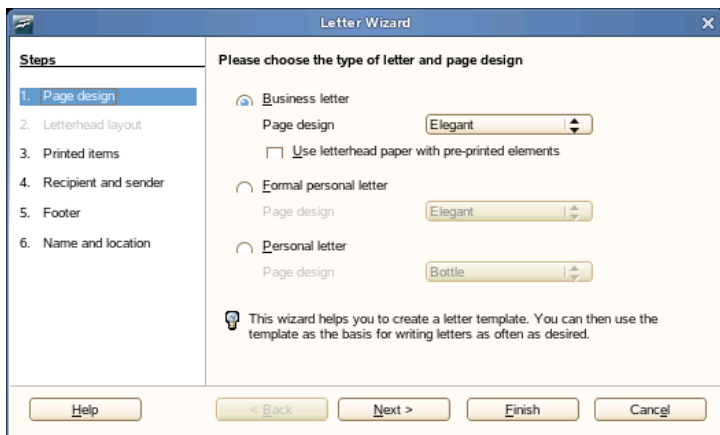 Letter Wizard
Steps
1. Page design
2. Letterhead layout
3. Printed items
4. Recipient and sender
5. Footer
6. Name and location
Please choose the type of letter and page design
Business letter
Page design Elegant
Use letterhead paper with pre-printed elements
Formal personal letter
Page design Elegant
Personal letter
Page design Bottle
This wizard helps you to create a letter template. You can then use the
template as the basis for writing letters as often as desired.
Help < Back Next > Finish Cancel